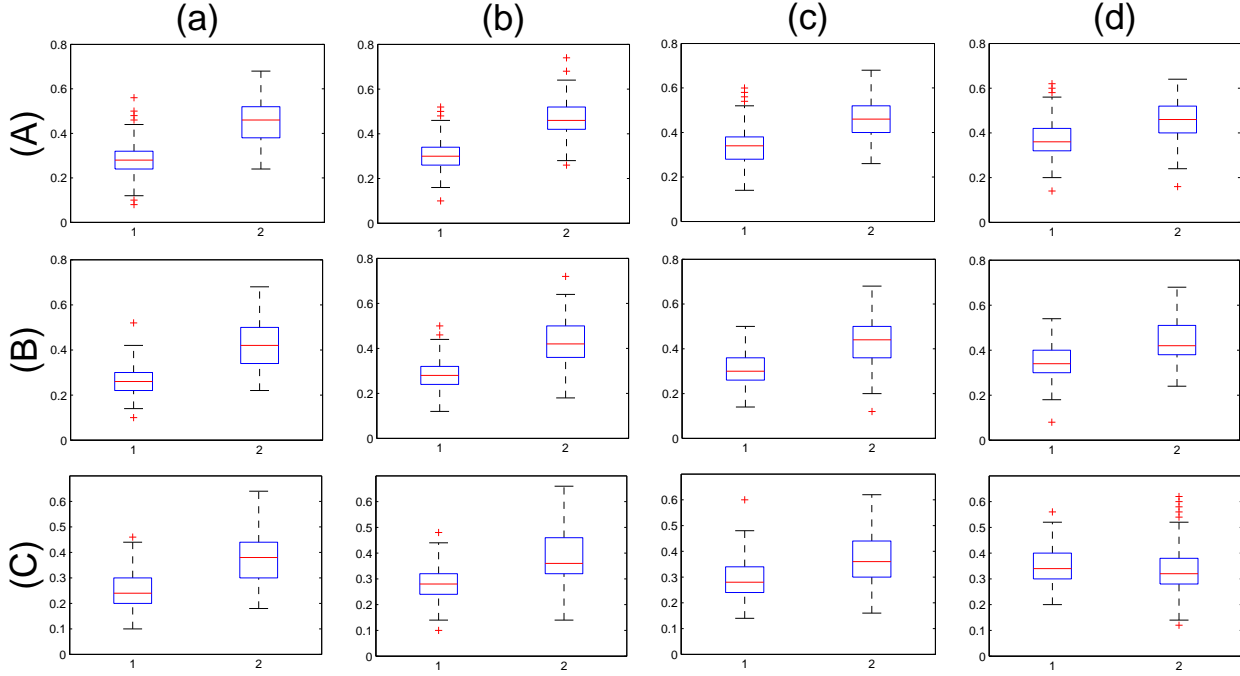 (a) (b) (c) (d)
(A)
0.8 0.8 0.8 0.8
0.6 0.6 0.6 0.6
0.4 0.4 0.4 0.4
0.2 0.2 0.2 0.2
0 0 0 0
1 2 1 2 1 2 1 2
(B)
0.8 0.8 0.8 0.8
0.6 0.6 0.6 0.6
0.4 0.4 0.4 0.4
0.2 0.2 0.2 0.2
0 0 0 0
1 2 1 2 1 2 1 2
(C)
0.6 0.6 0.6 0.6
0.5 0.5 0.5 0.5
0.4 0.4 0.4 0.4
0.3 0.3 0.3 0.3
0.2 0.2 0.2 0.2
0.1 0.1 0.1 0.1
0 0 0 0
1 2 1 2 1 2 1 2